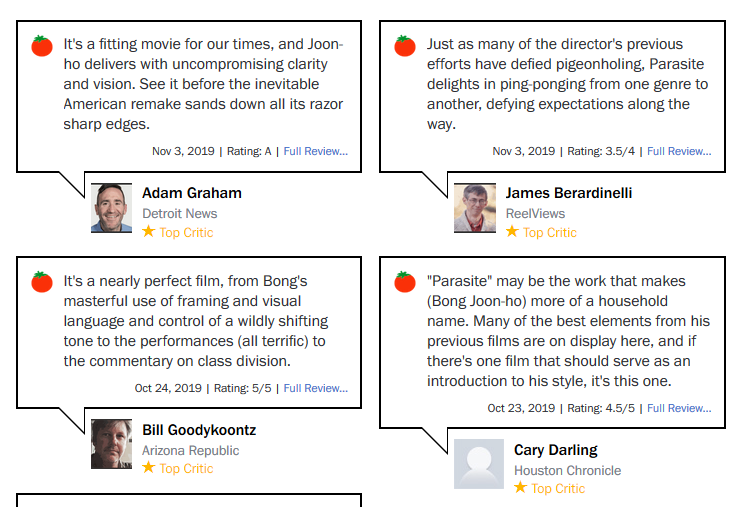 It's a fitting movie for our times, and Joon-
ho delivers with uncompromising clarity
and vision. See it before the inevitable
American remake sands down all its razor
sharp edges.
Nov 3, 2019 | Rating: A | Full Review...
Adam Graham
Detroit News
Top Critic
Just as many of the director's previous
efforts have defied pigeonholing, Parasite
delights in ping-ponging from one genre to
another, defying expectations along the
way.
Nov 3, 2019 | Rating: 3.5/4 | Full Review...
James Berardinelli
ReelViews
Top Critic
It's a nearly perfect film, from Bong's
masterful use of framing and visual
language and control of a wildly shifting
tone to the performances (all terrific) to
the commentary on class division.
Oct 24, 2019 | Rating: 5/5 | Full Review...
Bill Goodykoontz
Arizona Republic
Top Critic
"Parasite" may be the work that makes
(Bong Joon-ho) more of a household
name. Many of the best elements from his
previous films are on display here, and if
there's one film that should serve as an
introduction to his style, it's this one.
Oct 23, 2019 | Rating: 4.5/5 | Full Review...
Cary Darling
Houston Chronicle
Top Critic